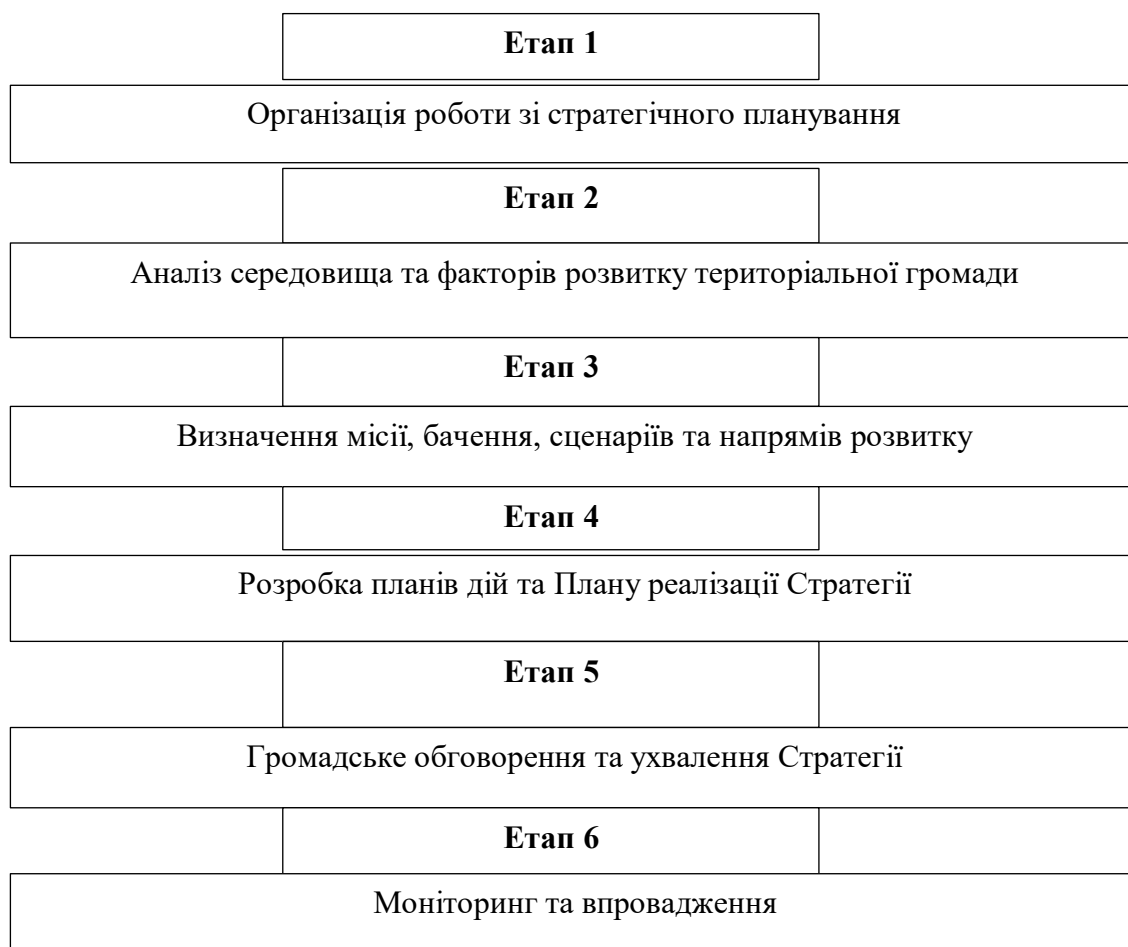 Етап 1
Організація роботи зі стратегічного планування
Етап 2
Аналіз середовища та факторів розвитку територіальної громади
Етап 3
Визначення місії, бачення, сценаріїв та напрямів розвитку
Етап 4
Розробка планів дій та Плану реалізації Стратегії
Етап 5
Громадське обговорення та ухвалення Стратегії
Етап 6
Моніторинг та впровадження